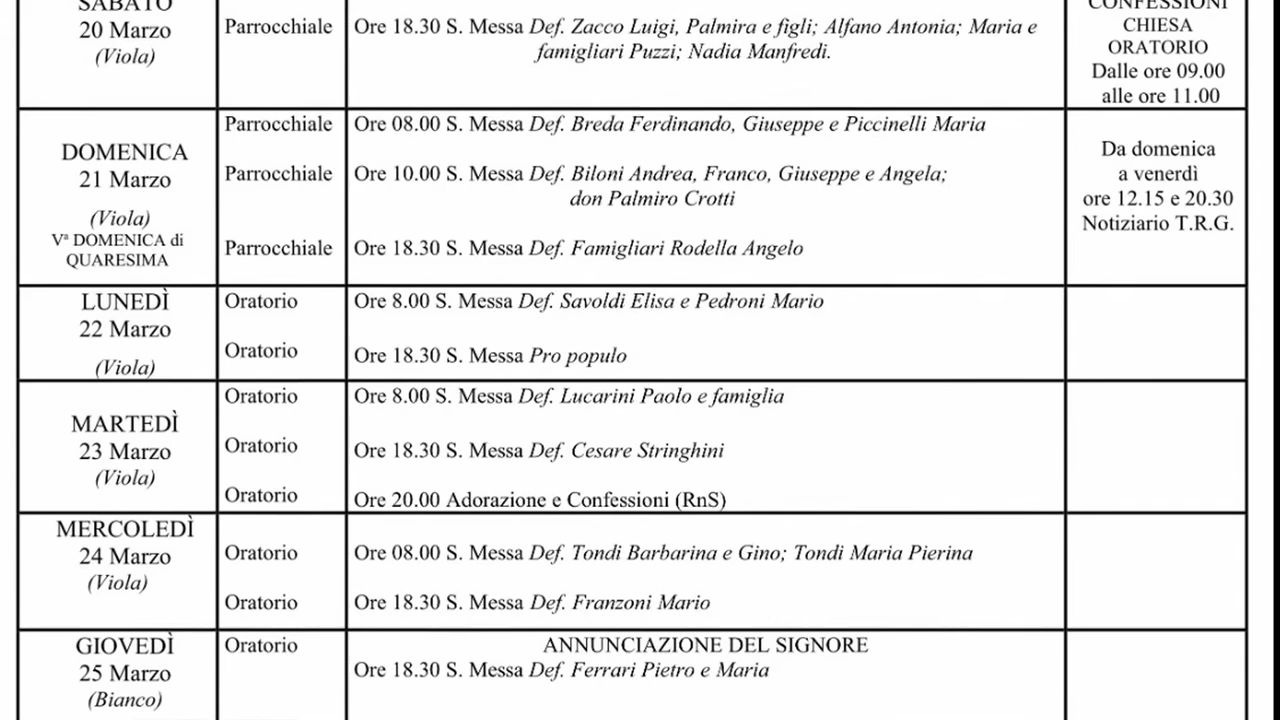 SABATO
20 Marzo
(Viola)
Parrocchiale
Ore 18.30 S. Messa Def. Zacco Luigi, Palmira e figli; Alfano Antonia; Maria e
famigliari Puzzi; Nadia Manfredi.
CONFESSIONI
CHIESA
ORATORIO
Dalle ore 09.00
alle ore 11.00
DOMENICA
21 Marzo
(Viola)
Vª DOMENICA di
QUARESIMA
Parrocchiale
Ore 08.00 S. Messa Def. Breda Ferdinando, Giuseppe e Piccinelli Maria
Parrocchiale
Ore 10.00 S. Messa Def. Biloni Andrea, Franco, Giuseppe e Angela;
don Palmiro Crotti
Parrocchiale
Ore 18.30 S. Messa Def. Famigliari Rodella Angelo
Da domenica
a venerdì
ore 12.15 e 20.30
Notiziario T.R.G.
LUNEDÌ
22 Marzo
(Viola)
Oratorio
Ore 8.00 S. Messa Def. Savoldi Elisa e Pedroni Mario
Oratorio
Ore 18.30 S. Messa Pro populo
MARTEDÌ
23 Marzo
(Viola)
Oratorio
Ore 8.00 S. Messa Def. Lucarini Paolo e famiglia
Oratorio
Ore 18.30 S. Messa Def. Cesare Stringhini
Oratorio
Ore 20.00 Adorazione e Confessioni (RnS)
MERCOLEDÌ
24 Marzo
(Viola)
Oratorio
Ore 08.00 S. Messa Def. Tondi Barbarina e Gino; Tondi Maria Pierina
Oratorio
Ore 18.30 S. Messa Def. Franzoni Mario
GIOVEDÌ
25 Marzo
(Bianco)
Oratorio
ANNUNCIAZIONE DEL SIGNORE
Ore 18.30 S. Messa Def. Ferrari Pietro e Maria